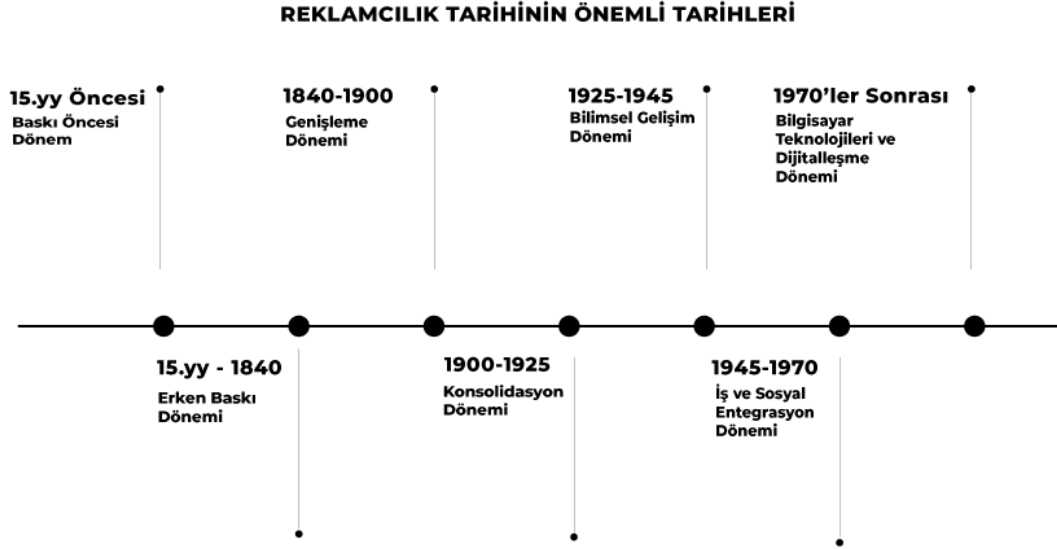 REKLAMCILIK TARİHİNİN ÖNEMLİ TARİHLERİ
15.yy Öncesi
Baskı Öncesi
Dönem
1840-1900
Genişleme
Dönemi
1925-1945
Bilimsel Gelişim
Dönemi
1970'ler Sonrası
Bilgisayar
Teknolojileri ve
Dijitalleşme
Dönemi
15.yy - 1840
Erken Baskı
Dönemi
1900-1925
Konsolidasyon
Dönemi
1945-1970
İş ve Sosyal
Entegrasyon
Dönemi